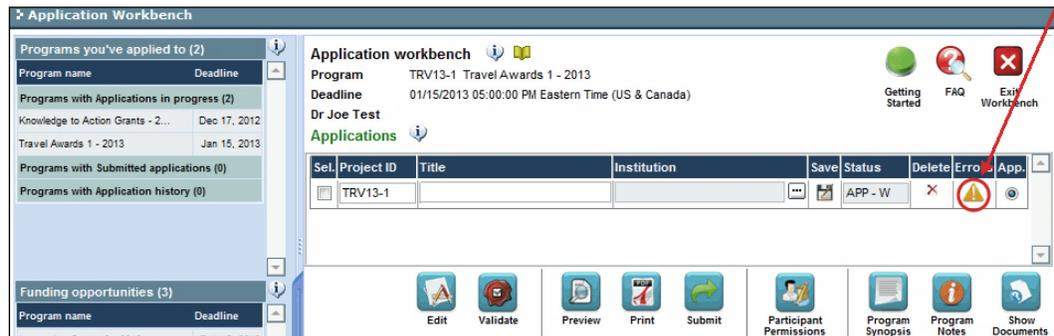 Application Workbench
Programs you've applied to (2)
Program name Deadline
Programs with Applications in progress (2)
Knowledge to Action Grants - 2... Dec 17, 2012
Travel Awards 1 - 2013 Jan 15, 2013
Programs with Submitted applications (0)
Programs with Application history (0)
Funding opportunities (3)
Program name Deadline
Application workbench
Program TRV13-1 Travel Awards 1 - 2013
Deadline 01/15/2013 05:00:00 PM Eastern Time (US & Canada)
Dr Joe Test
Applications
Getting Started
FAQ
Exit Workbench
Sel. Project ID Title Institution Save Status Delete Errors App.
TRV13-1 APP - W
Edit Validate Preview Print Submit Participant Permissions Program Synopsis Program Notes Show Documents